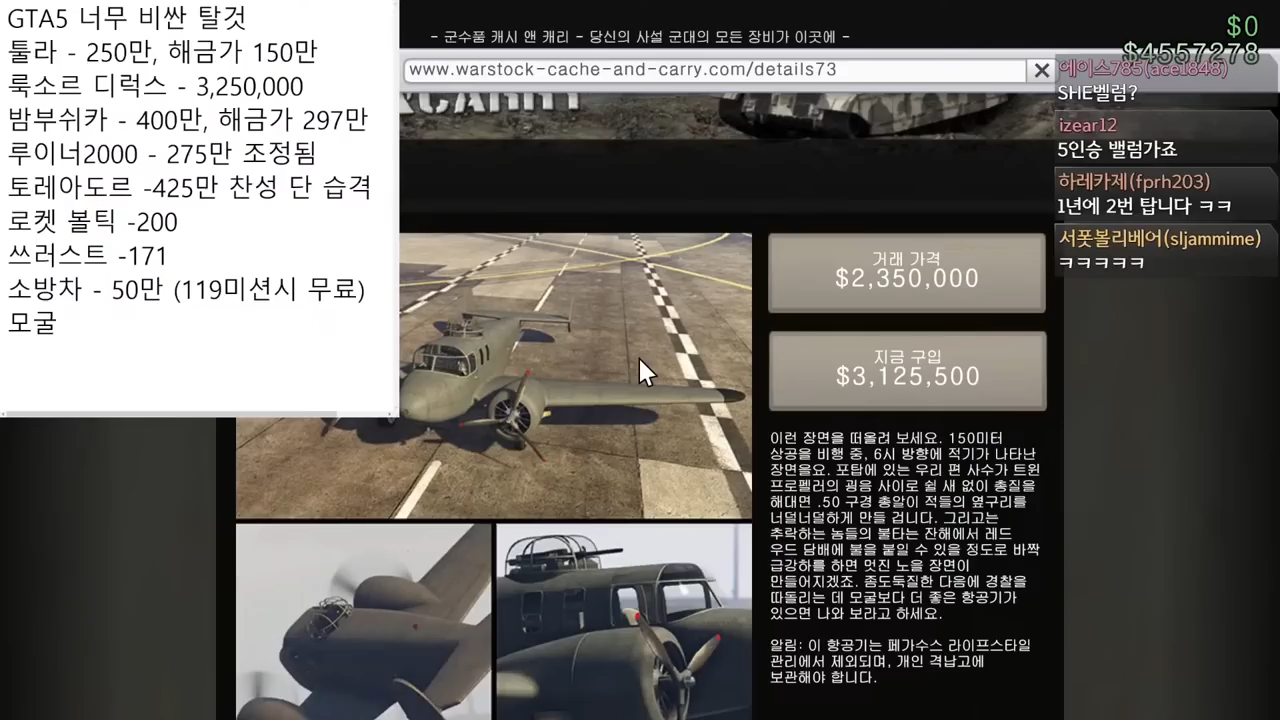 GTA5 너무 비싼 탈것
툴라 - 250만, 해금가 150만
룩소르 디럭스 - 3,250,000
밤부쉬카 - 400만, 해금가 297만
루이너2000 - 275만 조정됨
토레아도르 -425만 찬성 단 습격
로켓 볼틱 -200
쓰러스트 -171
소방차 - 50만 (119미션시 무료)
모굴
- 군수품 캐시 앤 캐리 - 당신의 사설 군대의 모든 장비가 이곳에 -
www.warstock-cache-and-carry.com/details73
$0
$4557278
에이스785(ace1848)
SHE벨럼?
izear12
5인승 밸럼가죠
하레카제(fprh203)
1년에 2번 탑니다 ㅋㅋ
서폿볼리베어(sljammime)
ㅋㅋㅋㅋㅋ
거래 가격
$2,350,000
지금 구입
$3,125,500
이런 장면을 떠올려 보세요. 150미터
상공을 비행 중, 6시 방향에 적기가 나타난
장면을요. 포탑에 있는 우리 편 사수가 트윈
프로펠러의 굉음 사이로 쉴 새 없이 총질을
해대면 .50 구경 총알이 적들의 옆구리를
너덜너덜하게 만들 겁니다. 그리고는
추락하는 놈들의 불타는 잔해에서 레드
우드 담배에 불을 붙일 수 있을 정도로 바짝
급강하를 하면 멋진 노을 장면이
만들어지겠죠. 좀도둑질한 다음에 경찰을
따돌리는 데 모굴보다 더 좋은 항공기가
있으면 나와 보라고 하세요.
알림: 이 항공기는 페가수스 라이프스타일
관리에서 제외되며, 개인 격납고에
보관해야 합니다.